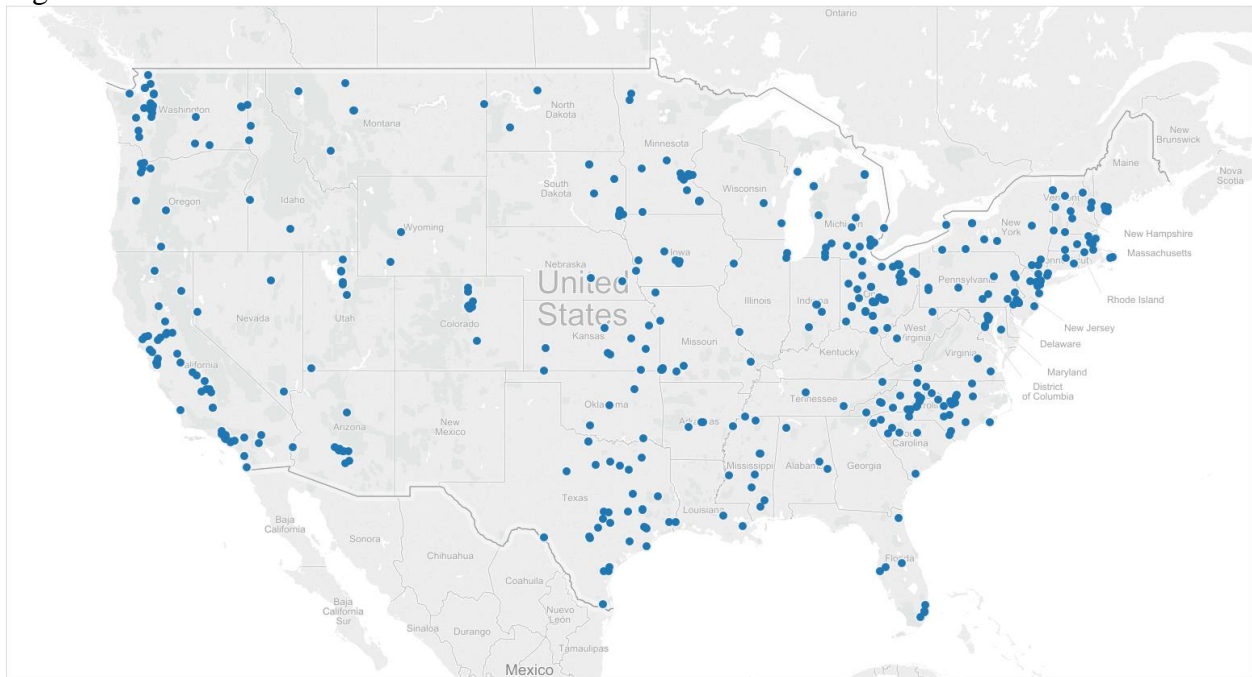 Ontario
Washington
Montana
North
Dakota
Minnesota
New
Brunswick
Maine
Nova
Scotia
Oregon
Idaho
South
Dakota
Wisconsin
Michigan
Vermont
New
York
New Hampshire
Massachusetts
Wyoming
Iowa
Nebraska
Pennsylvania
Rhode Island
United
States
Nevada
Utah
Colorado
Kansas
Illinois
Indiana
Missouri
West
Virginia
Virginia
Kentucky
New Jersey
Delaware
Maryland
District
of Columbia
California
Arizona
New
Mexico
Oklahoma
Tennessee
Carolina
Mississippi
Alabama
Georgia
Texas
Louisiana
Florida
Baja
California
Sonora
Chihuahua
Coahuila
Baja
California
Sur
Sinaloa
Durango
Nuevo
León
Tamaulipas
Mexico